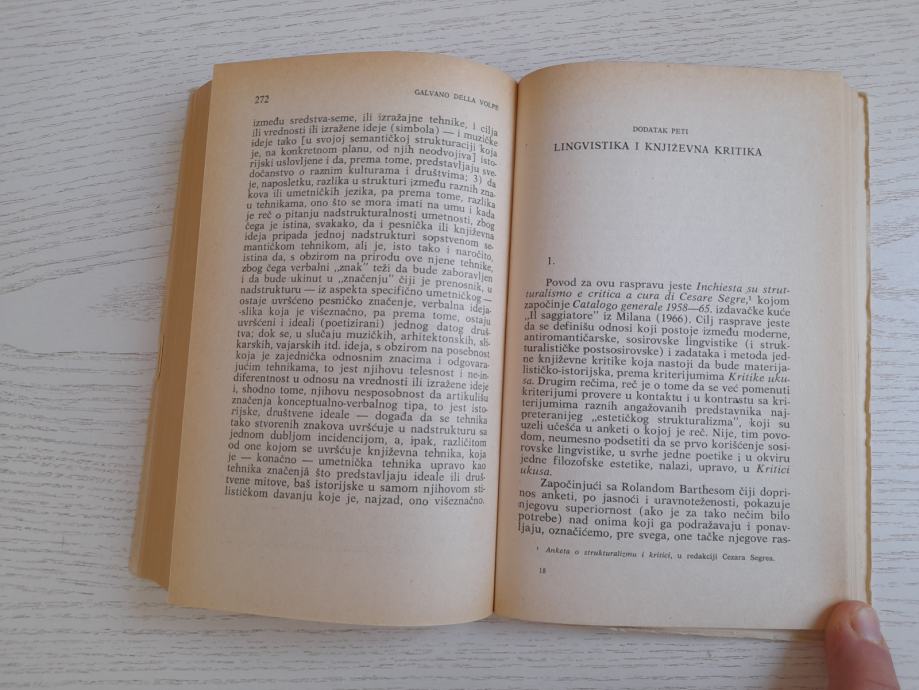 272
GALVANO DELLA VOLPE
između sredstva-seme, ili izražajne tehnike, i cilja
ili vrednosti ili izražene ideje (simbola) — i muzičke
ideje tako [u svojoj semantičkoj strukturaciji koja
je, na konkretnom planu, od njih neodvojiva] isto-
rijski uslovljene i da, prema tome, predstavljaju sve-
dočanstvo o raznim kulturama i društvima; 3) da
je, naposletku, razlika u strukturi između raznih zna-
kova ili umetničkih jezika, pa prema tome, razlika
u tehnikama, ono što se mora imati na umu i kada
je reč o pitanju nadstrukturalnosti umetnosti, zbog
čega je istina, svakako, da i pesnička ili književna
ideja pripada jednoj nadstrukturi sopstvenom se-
mantičkom tehnikom, ali je, isto tako i naročito,
istina da, s obzirom na prirodu ove njene tehnike,
zbog čega verbalni „znak" teži da bude zaboravljen
i da bude ukinut u „značenju" čiji je prenosnik, u
nadstrukturu — iz aspekta specifično umetničkog —
ostaje uvršćeno pesničko značenje, verbalna ideja-
-slika koja je višeznačno, pa prema tome, ostaju
uvršćeni i ideali (poetizirani) jednog datog druš-
tva; dok se, u slučaju muzičkih, arhitektonskih, sli-
karskih, vajarskih itd. ideja, s obzirom na posebnost
koja je zajednička odnosnim znacima i odgovara-
jućim tehnikama, to jest njihovu telesnost i ne-in-
diferentnost u odnosu na vrednosti ili izražene ideje
i, shodno tome, njihovu nesposobnost da artikulišu
značenja konceptualno-verbalnog tipa, to jest isto-
rijske, društvene ideale — događa da se tehnika
tako stvorenih znakova uvršćuje u nadstrukturu sa
jednom dubljom incidencijom, a, ipak, različitom
od one kojom se uvršćuje književna tehnika, koja
je — konačno — umetnička tehnika upravo kao
tehnika značenjâ što predstavljaju ideale ili druš-
tvene mitove, baš istorijske u samom njihovom sti-
lističkom davanju koje je, najzad, ono višeznačno.
DODATAK PETI
LINGVISTIKA I KNJIŽEVNA KRITIKA
1.
Povod za ovu raspravu jeste Inchiesta su strut-
turalismo e critica a cura di Cesare Segre,¹ kojom
započinje Catalogo generale 1958—65, izdavačke kuće
„Il saggiatore" iz Milana (1966). Cilj rasprave jeste
da se definišu odnosi koji postoje između moderne,
antiromantičarske, sosirovske lingvistike (i struk-
turalističke postsosirovske) i zadataka i metoda jed-
ne književne kritike koja nastoji da bude materija-
lističko-istorijska, prema kriterijumima Kritike uku-
sa. Drugim rečima, reč je o tome da se već pomenuti
kriterijumi provere u kontaktu i u kontrastu sa kri-
terijumima raznih angažovanih predstavnika naj-
preteranijeg „estetičkog strukturalizma", koji su
uzeli učešća u anketi o kojoj je reč. Nije, tim povo-
dom, neumesno podsetiti da se prvo korišćenje sosi-
rovske lingvistike, u svrhe jedne poetike i u okviru
jedne filozofske estetike, nalazi, upravo, u Kritici
ukusa.
Započinjući sa Rolandom Barthesom čiji dopri-
nos anketi, po jasnoći i uravnoteženosti, pokazuje
njegovu superiornost (ako je za tako nečim bilo
potrebe) nad onima koji ga podražavaju i ponav-
ljaju, označićemo, pre svega, one tačke njegove ras-
¹ Anketa o strukturalizmu i kritici, u redakciji Cezara Segrea.
18